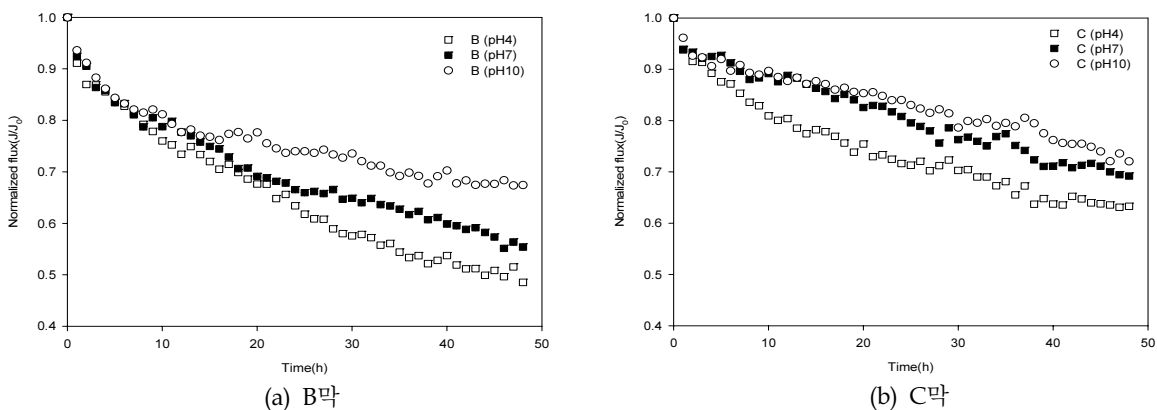 B (pH4)
B (pH7)
B (pH10)
Normalized flux(J/J₀)
1.0
0.9
0.8
0.7
0.6
0.5
0.4
0 10 20 30 40 50
Time(h)
(a) B막
C (pH4)
C (pH7)
C (pH10)
Normalized flux(J/J₀)
1.0
0.9
0.8
0.7
0.6
0.5
0.4
0 10 20 30 40 50
Time(h)
(b) C막